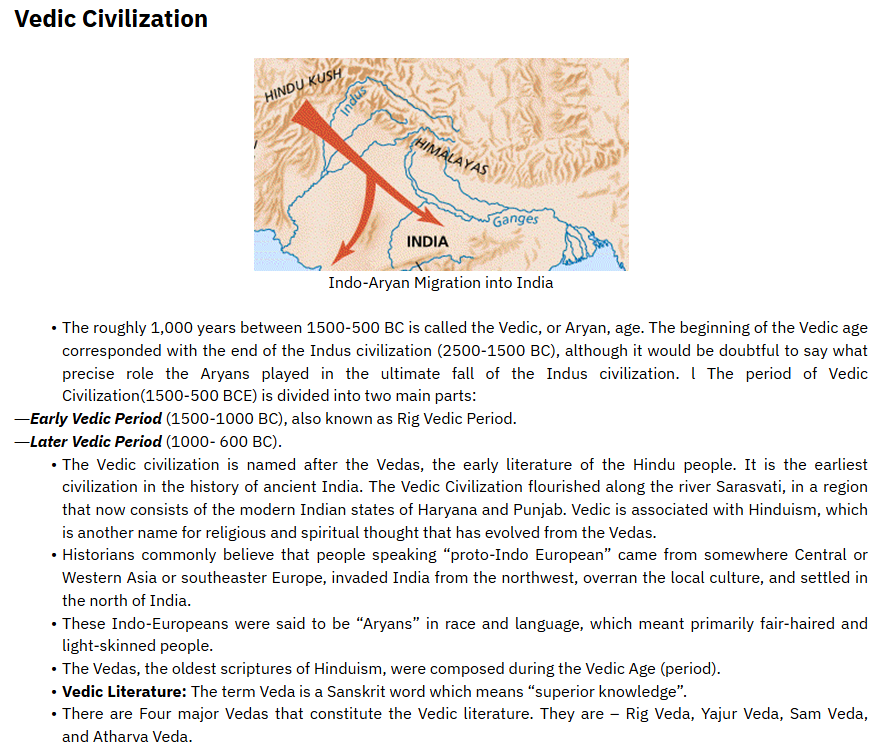 Vedic Civilization
HINDU KUSH
Indus
HIMALAYAS
Ganges
INDIA
Indo-Aryan Migration into India
• The roughly 1,000 years between 1500-500 BC is called the Vedic, or Aryan, age. The beginning of the Vedic age
corresponded with the end of the Indus civilization (2500-1500 BC), although it would be doubtful to say what
precise role the Aryans played in the ultimate fall of the Indus civilization. l The period of Vedic
Civilization(1500-500 BCE) is divided into two main parts:
—Early Vedic Period (1500-1000 BC), also known as Rig Vedic Period.
—Later Vedic Period (1000- 600 BC).
• The Vedic civilization is named after the Vedas, the early literature of the Hindu people. It is the earliest
civilization in the history of ancient India. The Vedic Civilization flourished along the river Sarasvati, in a region
that now consists of the modern Indian states of Haryana and Punjab. Vedic is associated with Hinduism, which
is another name for religious and spiritual thought that has evolved from the Vedas.
• Historians commonly believe that people speaking “proto-Indo European” came from somewhere Central or
Western Asia or southeaster Europe, invaded India from the northwest, overran the local culture, and settled in
the north of India.
• These Indo-Europeans were said to be “Aryans” in race and language, which meant primarily fair-haired and
light-skinned people.
• The Vedas, the oldest scriptures of Hinduism, were composed during the Vedic Age (period).
• Vedic Literature: The term Veda is a Sanskrit word which means “superior knowledge”.
• There are Four major Vedas that constitute the Vedic literature. They are – Rig Veda, Yajur Veda, Sam Veda,
and Atharva Veda.